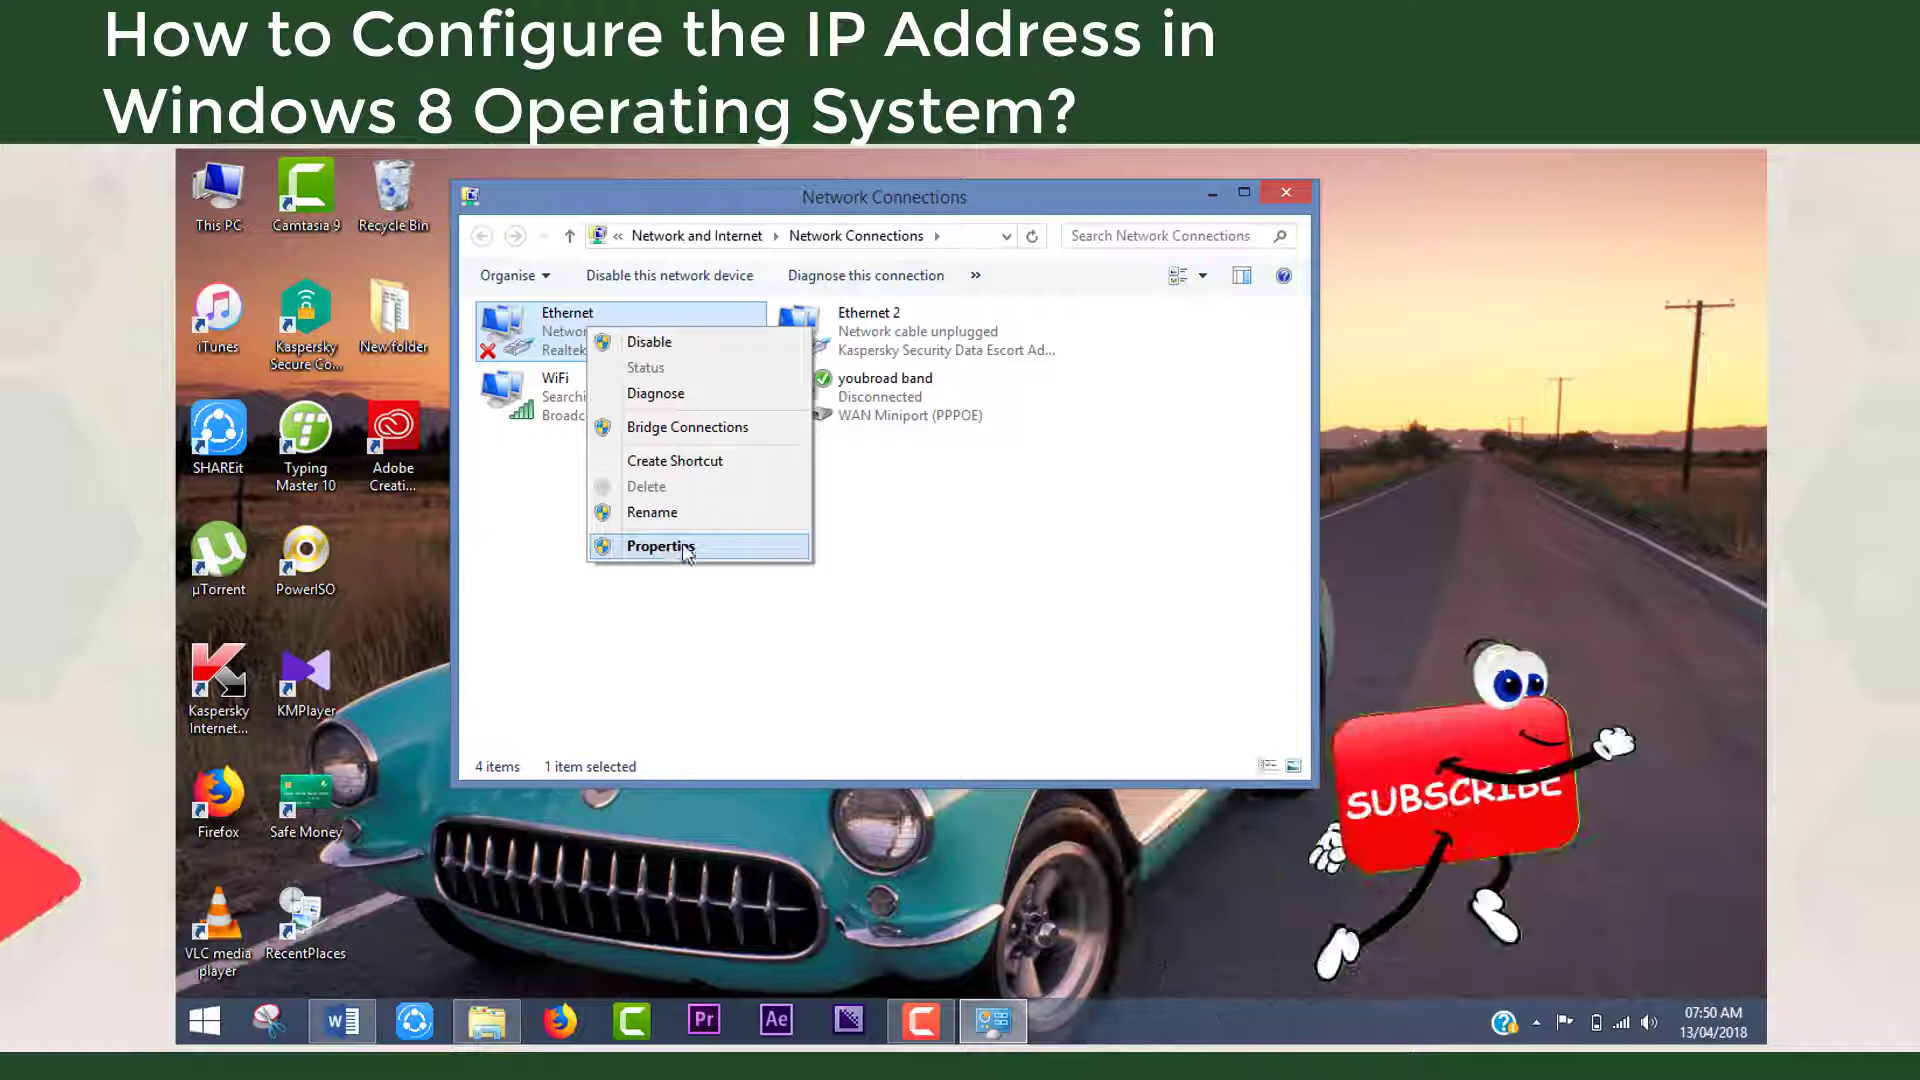 How to Configure the IP Address in
Windows 8 Operating System?
This PC
Camtasia 9
Recycle Bin
iTunes
Kaspersky
Secure Co...
New folder
SHAREit
Typing
Master 10
Adobe
Creati...
µTorrent
PowerISO
Kaspersky
Internet...
KMPlayer
Firefox
Safe Money
VLC media
player
RecentPlaces
Network Connections
« Network and Internet
Network Connections
Search Network Connections
Organise
Disable this network device
Diagnose this connection
»
Ethernet
Realtek
Ethernet 2
Network cable unplugged
Kaspersky Security Data Escort Ad...
WiFi
youbroad band
Disconnected
WAN Miniport (PPPOE)
Disable
Status
Diagnose
Bridge Connections
Create Shortcut
Delete
Rename
Properties
4 items
1 item selected
SUBSCRIBE
W
Pr
Ae
07:50 AM
13/04/2018